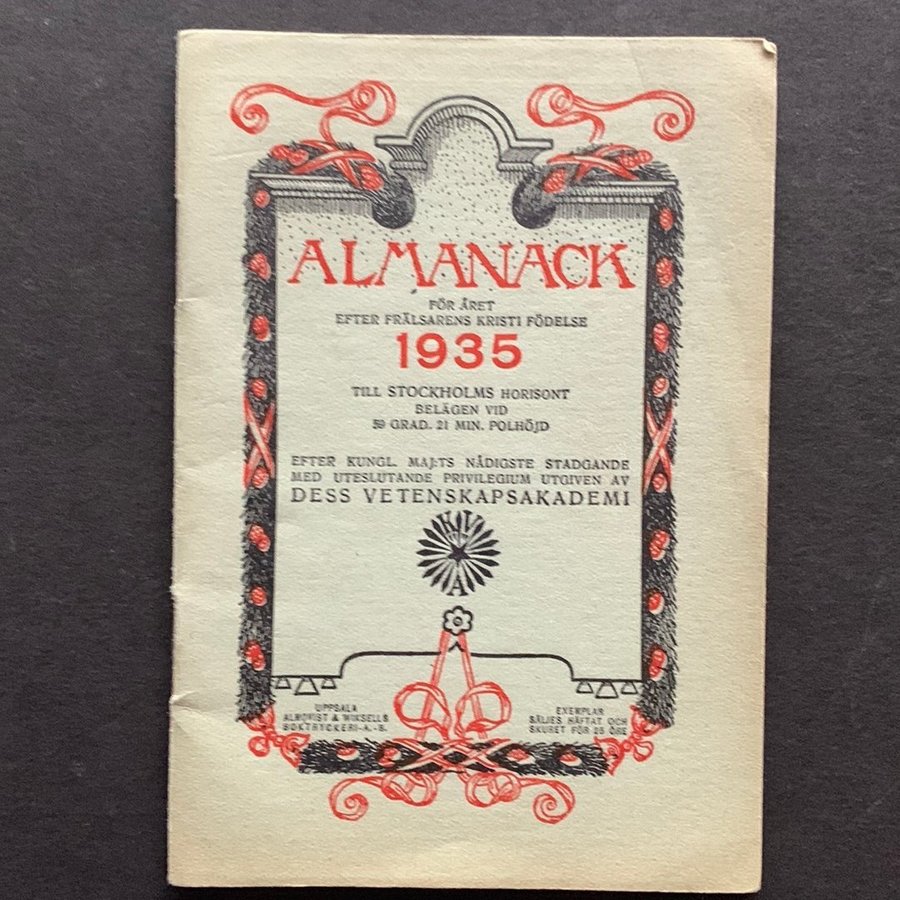 ALMANACK
FÖR ÅRET
EFTER FRÄLSARENS KRISTI FÖDELSE
1935
TILL STOCKHOLMS HORISONT
BELÄGEN VID
59 GRAD. 21 MIN. POLHÖJD
EFTER KUNGL. MAJ:TS NÅDIGSTE STADGANDE
MED UTESLUTANDE PRIVILEGIUM UTGIVEN AV
DESS VETENSKAPSAKADEMI
K V
A
UPPSALA
ALMQVIST & WIKSELLS
BOKTRYCKERI-A.-B.
EXEMPLAR
SÄLJES HÄFTAT OCH
SKURET FÖR 25 ÖRE